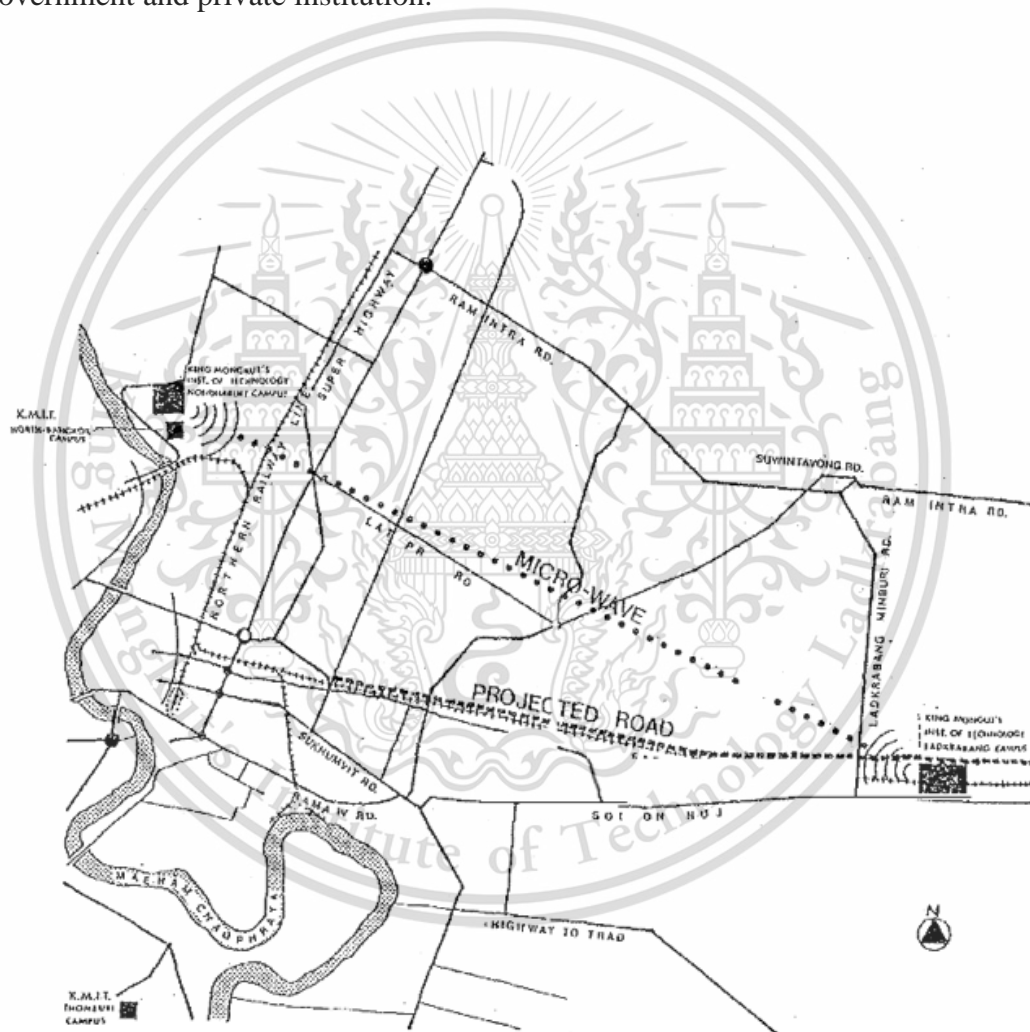 overnment and private institution.
RAM INTRA RD.
SUPER HIGHWAY
NORTHERN RAILWAY LINE
KING MONGKUT'S
INST. OF TECHNOLOGY
NONDHABURI CAMPUS
K.M.I.T.
NORTH-BANGKOK
CAMPUS
SUWINTAVONG RD.
RAM INTRA RD.
LAT PR RD
MICRO-WAVE
LADKRABANG MINBURI RD.
PROJECTED ROAD
KING MONGKUT'S
INST. OF TECHNOLOGY
LADKRABANG CAMPUS
SUKHUMVIT RD.
RAMA IV RD.
SOI ON NUJ
MAENAM CHAOPHRAYA
HIGHWAY TO TRAD
N
K.M.I.T.
THONBURI
CAMPUS
Institute of Technology Ladkrabang